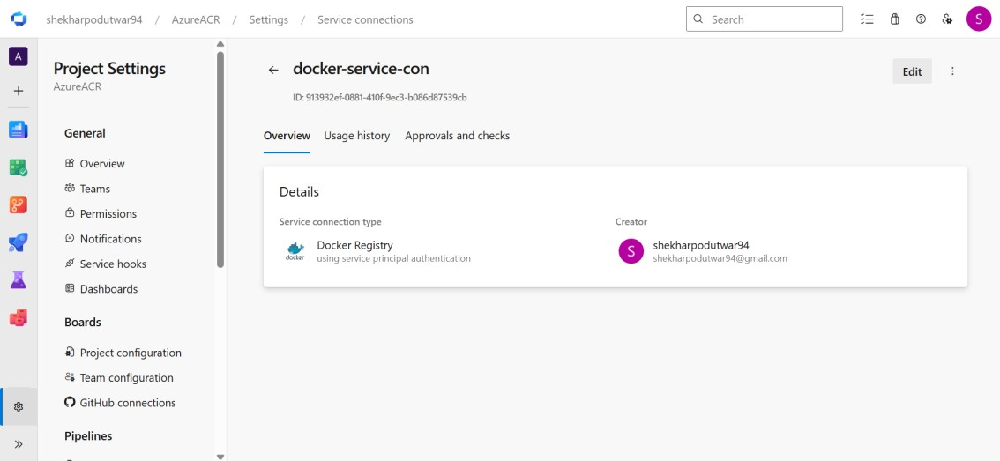 shekharpodutwar94 / AzureACR / Settings / Service connections
Search
S
A
Project Settings
AzureACR
General
Overview
Teams
Permissions
Notifications
Service hooks
Dashboards
Boards
Project configuration
Team configuration
GitHub connections
Pipelines
docker-service-con
Edit
ID: 913932ef-0881-410f-9ec3-b086d87539cb
Overview Usage history Approvals and checks
Details
Service connection type
docker
Docker Registry
using service principal authentication
Creator
S
shekharpodutwar94
shekharpodutwar94@gmail.com